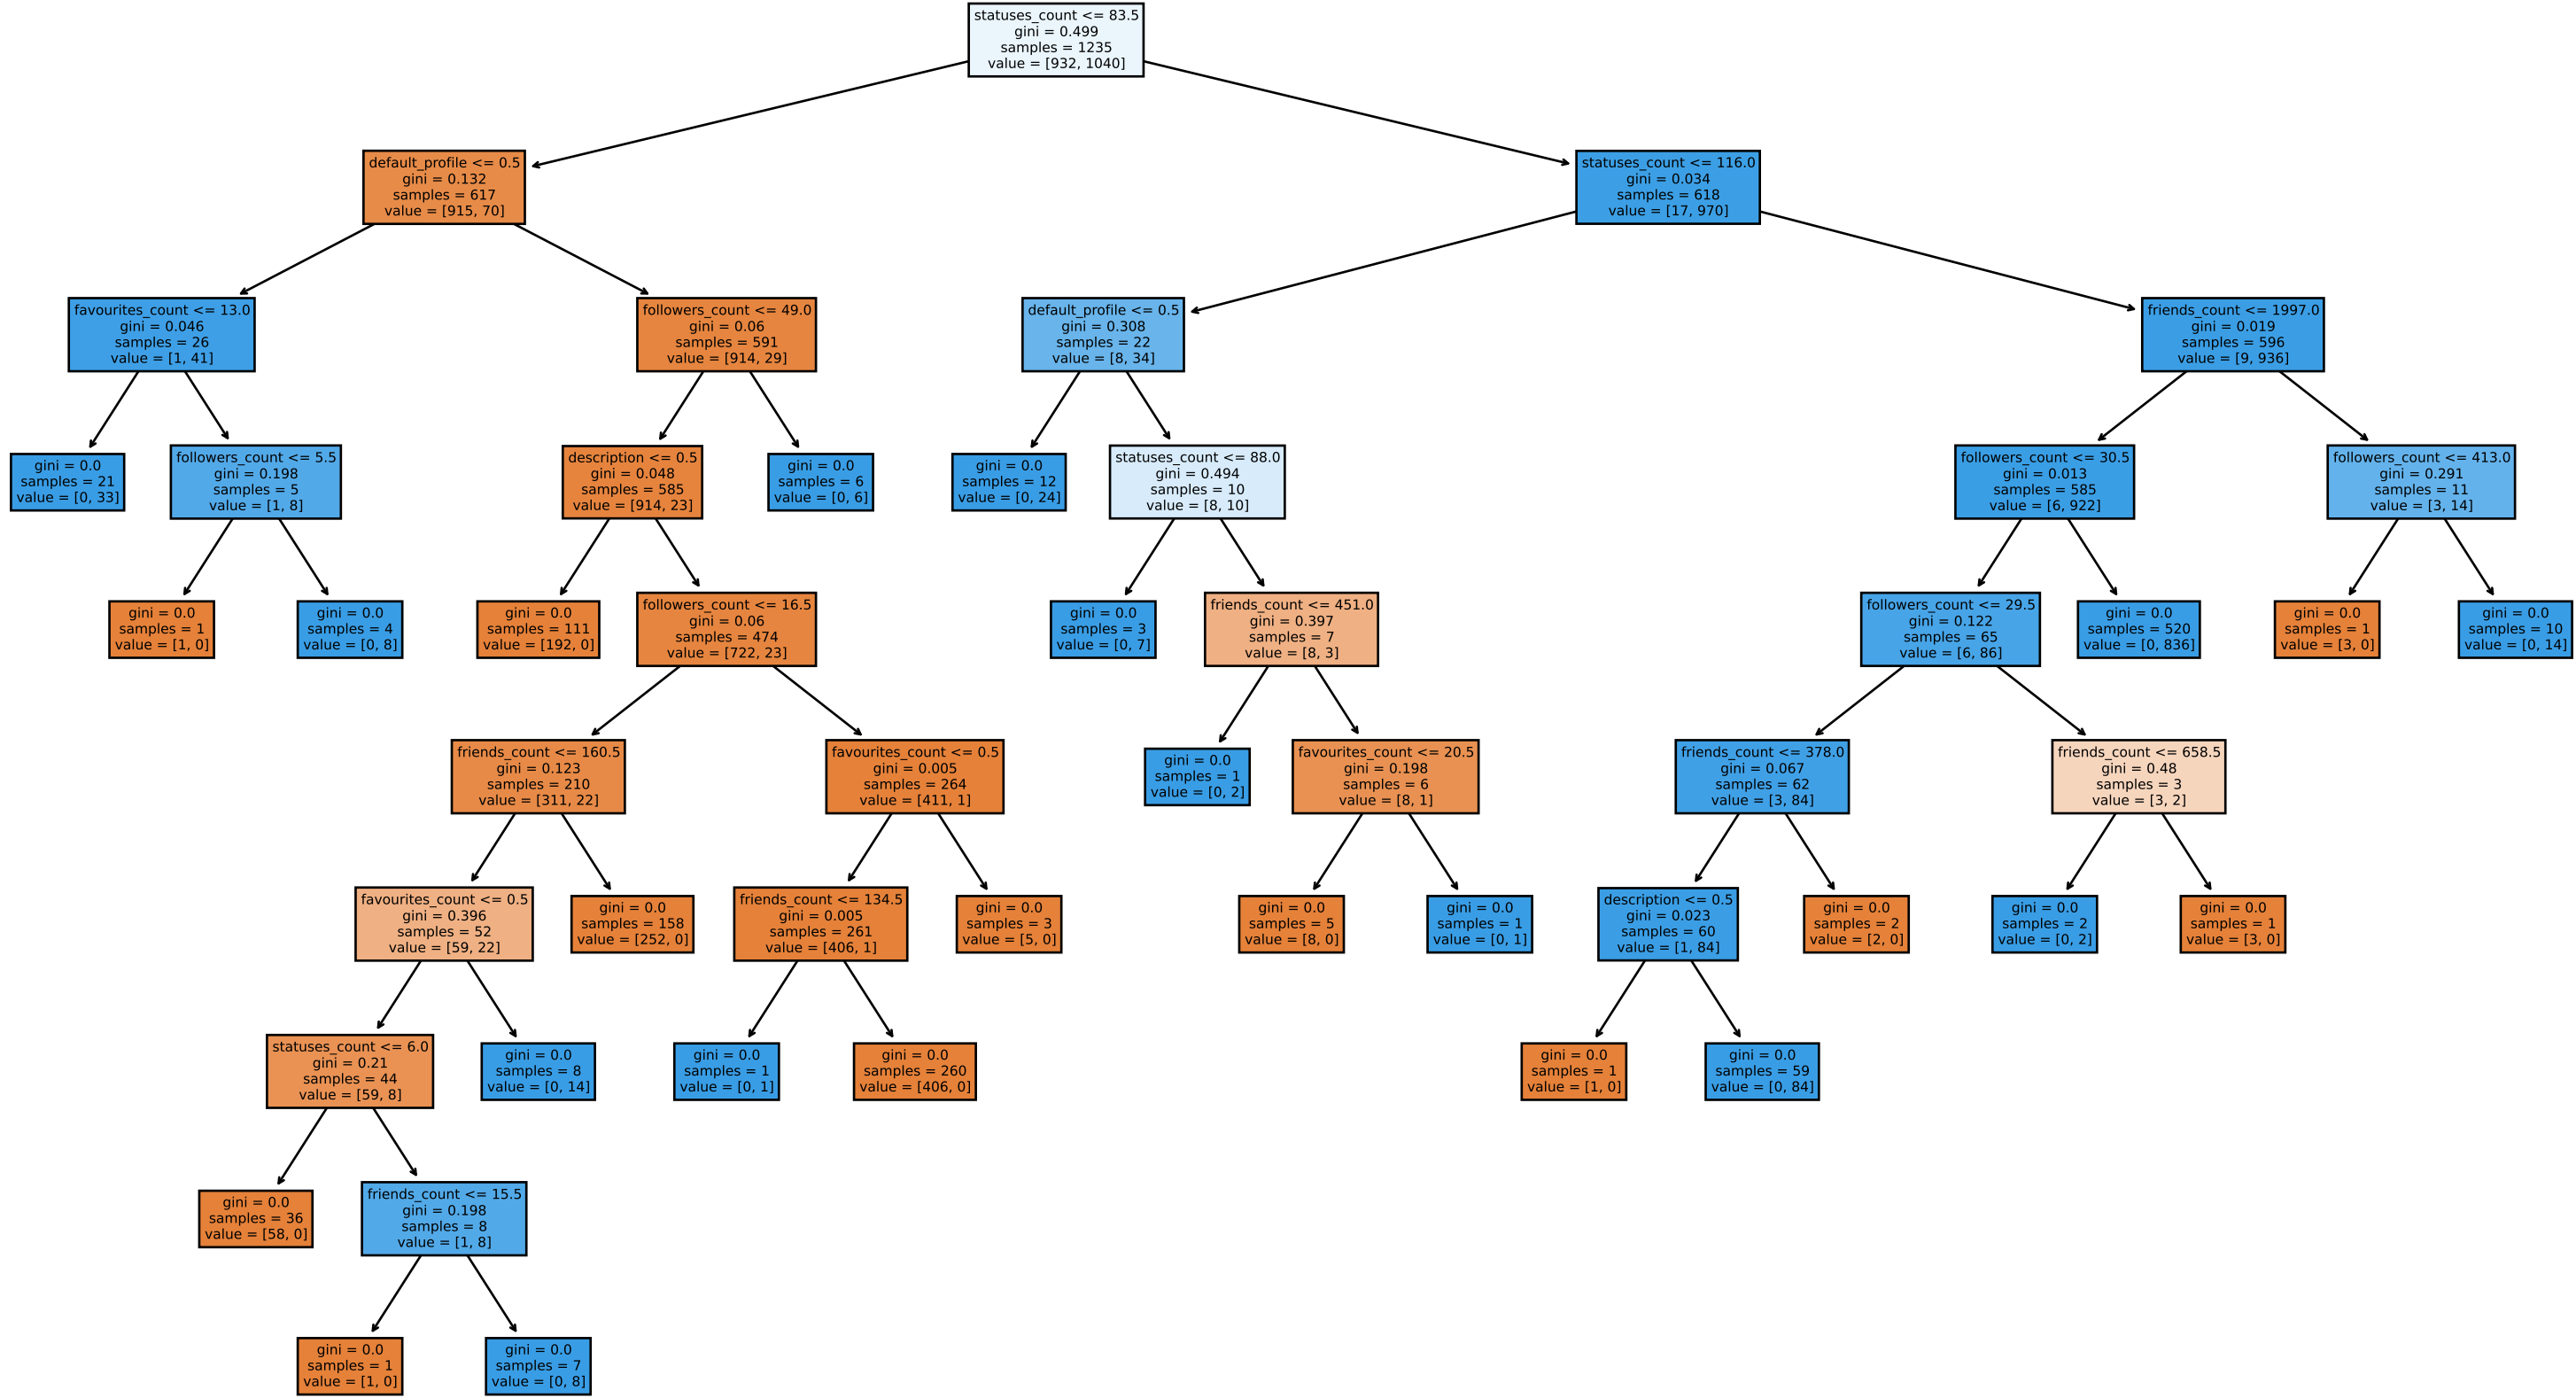 statuses_count <= 83.5
gini = 0.499
samples = 1235
value = [932, 1040]
default_profile <= 0.5
gini = 0.132
samples = 617
value = [915, 70]
statuses_count <= 116.0
gini = 0.034
samples = 618
value = [17, 970]
favourites_count <= 13.0
gini = 0.046
samples = 26
value = [1, 41]
followers_count <= 49.0
gini = 0.06
samples = 591
value = [914, 29]
default_profile <= 0.5
gini = 0.308
samples = 22
value = [8, 34]
friends_count <= 1997.0
gini = 0.019
samples = 596
value = [9, 936]
gini = 0.0
samples = 21
value = [0, 33]
followers_count <= 5.5
gini = 0.198
samples = 5
value = [1, 8]
description <= 0.5
gini = 0.048
samples = 585
value = [914, 23]
gini = 0.0
samples = 6
value = [0, 6]
gini = 0.0
samples = 12
value = [0, 24]
statuses_count <= 88.0
gini = 0.494
samples = 10
value = [8, 10]
followers_count <= 30.5
gini = 0.013
samples = 585
value = [6, 922]
followers_count <= 413.0
gini = 0.291
samples = 11
value = [3, 14]
gini = 0.0
samples = 1
value = [1, 0]
gini = 0.0
samples = 4
value = [0, 8]
gini = 0.0
samples = 111
value = [192, 0]
followers_count <= 16.5
gini = 0.06
samples = 474
value = [722, 23]
gini = 0.0
samples = 3
value = [0, 7]
friends_count <= 451.0
gini = 0.397
samples = 7
value = [8, 3]
followers_count <= 29.5
gini = 0.122
samples = 65
value = [6, 86]
gini = 0.0
samples = 520
value = [0, 836]
gini = 0.0
samples = 1
value = [3, 0]
gini = 0.0
samples = 10
value = [0, 14]
friends_count <= 160.5
gini = 0.123
samples = 210
value = [311, 22]
favourites_count <= 0.5
gini = 0.005
samples = 264
value = [411, 1]
gini = 0.0
samples = 1
value = [0, 2]
favourites_count <= 20.5
gini = 0.198
samples = 6
value = [8, 1]
friends_count <= 378.0
gini = 0.067
samples = 62
value = [3, 84]
friends_count <= 658.5
gini = 0.48
samples = 3
value = [3, 2]
favourites_count <= 0.5
gini = 0.396
samples = 52
value = [59, 22]
gini = 0.0
samples = 158
value = [252, 0]
friends_count <= 134.5
gini = 0.005
samples = 261
value = [406, 1]
gini = 0.0
samples = 3
value = [5, 0]
gini = 0.0
samples = 5
value = [8, 0]
gini = 0.0
samples = 1
value = [0, 1]
description <= 0.5
gini = 0.023
samples = 60
value = [1, 84]
gini = 0.0
samples = 2
value = [2, 0]
gini = 0.0
samples = 2
value = [0, 2]
gini = 0.0
samples = 1
value = [3, 0]
statuses_count <= 6.0
gini = 0.21
samples = 44
value = [59, 8]
gini = 0.0
samples = 8
value = [0, 14]
gini = 0.0
samples = 1
value = [0, 1]
gini = 0.0
samples = 260
value = [406, 0]
gini = 0.0
samples = 1
value = [1, 0]
gini = 0.0
samples = 59
value = [0, 84]
gini = 0.0
samples = 36
value = [58, 0]
friends_count <= 15.5
gini = 0.198
samples = 8
value = [1, 8]
gini = 0.0
samples = 1
value = [1, 0]
gini = 0.0
samples = 7
value = [0, 8]